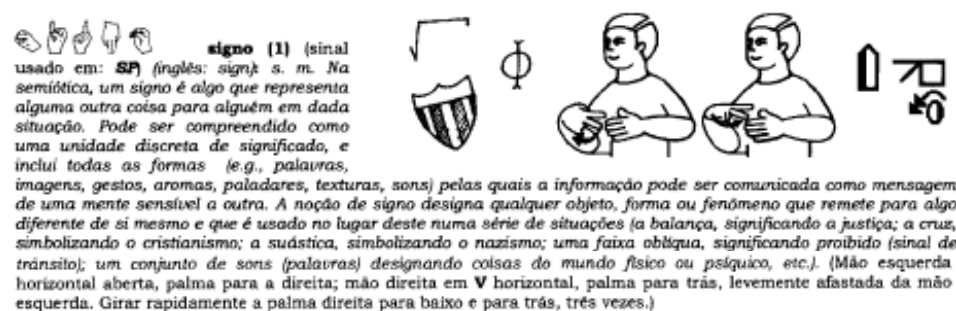 signo (1) (sinal
usado em: SP) (inglês: sign): s. m. Na
semiótica, um signo é algo que representa
alguma outra coisa para alguém em dada
situação. Pode ser compreendido como
uma unidade discreta de significado, e
inclui todas as formas (e.g., palavras,
imagens, gestos, aromas, paladares, texturas, sons) pelas quais a informação pode ser comunicada como mensagem
de uma mente sensível a outra. A noção de signo designa qualquer objeto, forma ou fenômeno que remete para algo
diferente de si mesmo e que é usado no lugar deste numa série de situações (a balança, significando a justiça; a cruz,
simbolizando o cristianismo; a suástica, simbolizando o nazismo; uma faixa oblíqua, significando proibido (sinal de
trânsito); um conjunto de sons (palavras) designando coisas do mundo físico ou psíquico, etc.). (Mão esquerda
horizontal aberta, palma para a direita; mão direita em V horizontal, palma para trás, levemente afastada da mão
esquerda. Girar rapidamente a palma direita para baixo e para trás, três vezes.)